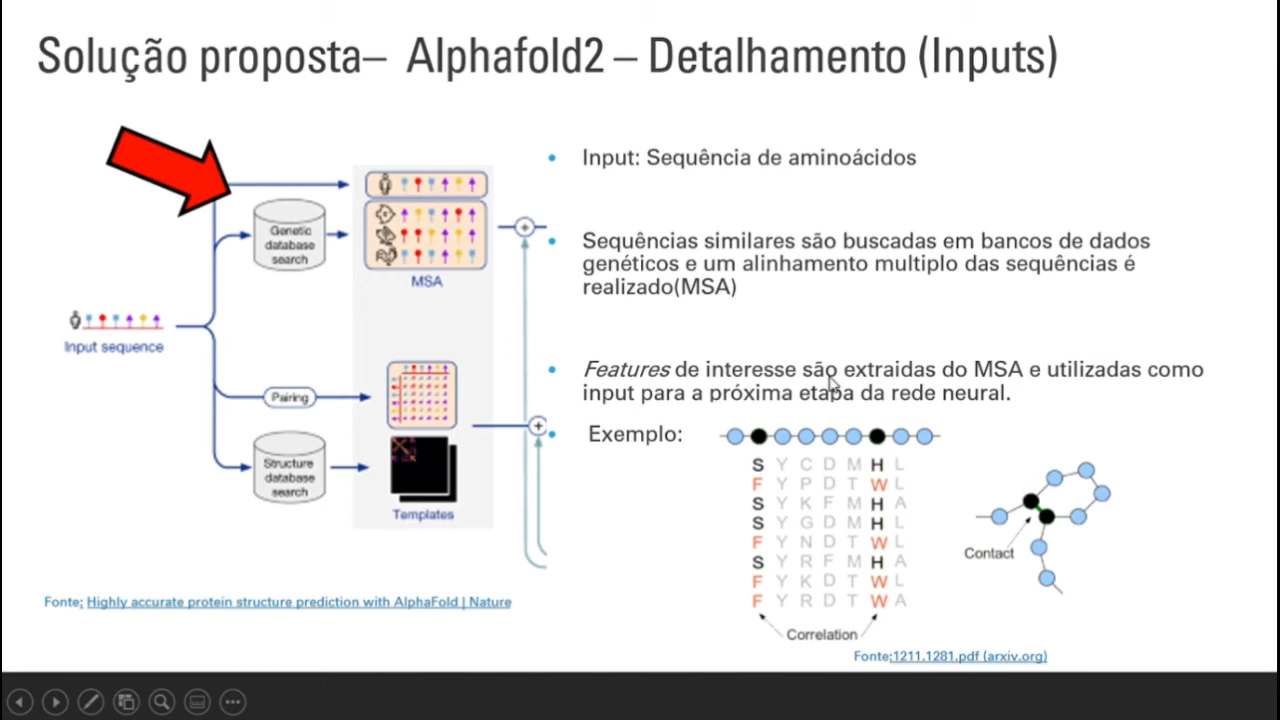 Solução proposta– Alphafold2 – Detalhamento (Inputs)
Genetic
database
search
MSA
Input sequence
Pairing
Structure
database
search
Templates
Fonte: Highly accurate protein structure prediction with AlphaFold | Nature
• Input: Sequência de aminoácidos
• Sequências similares são buscadas em bancos de dados
genéticos e um alinhamento multiplo das sequências é
realizado(MSA)
• Features de interesse são extraidas do MSA e utilizadas como
input para a próxima etapa da rede neural.
• Exemplo:
S Y C D M H L
F Y P D T W L
S Y K F M H A
S Y G D M H L
F Y N D T W L
S Y R F M H A
F Y K D T W L
F Y R D T W A
Correlation
Contact
Fonte:1211.1281.pdf (arxiv.org)